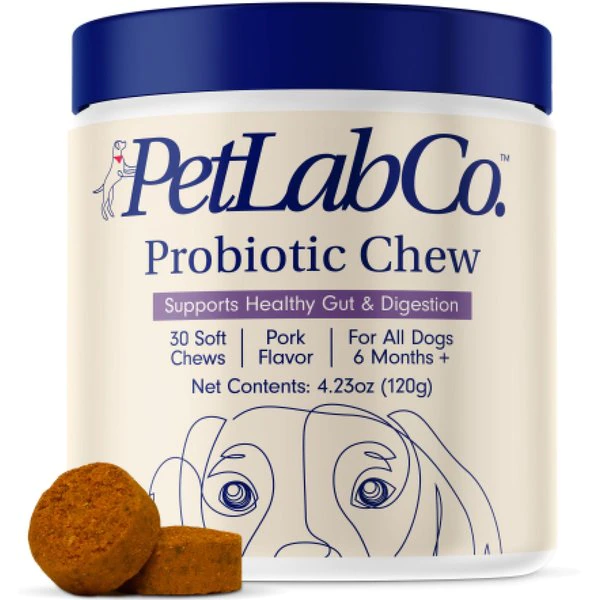 PetLabCo.™
Probiotic Chew
Supports Healthy Gut & Digestion
30 Soft Chews | Pork Flavor | For All Dogs 6 Months +
Net Contents: 4.23oz (120g)